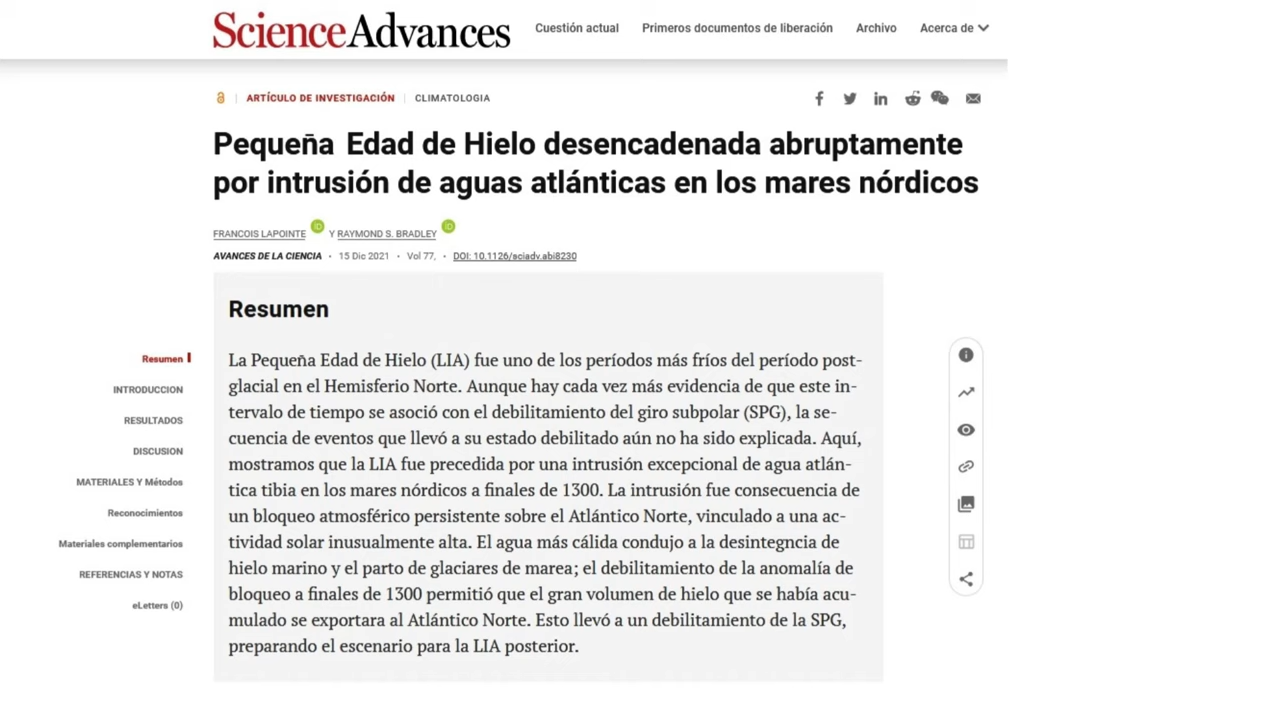 ScienceAdvances
Cuestión actual Primeros documentos de liberación Archivo Acerca de
ARTÍCULO DE INVESTIGACIÓN CLIMATOLOGIA
Pequeña Edad de Hielo desencadenada abruptamente
por intrusión de aguas atlánticas en los mares nórdicos
FRANCOIS LAPOINTE Y RAYMOND S. BRADLEY
AVANCES DE LA CIENCIA • 15 Dic 2021 • Vol 77, • DOI: 10.1126/sciadv.abi8230
Resumen
La Pequeña Edad de Hielo (LIA) fue uno de los períodos más fríos del período post-
glacial en el Hemisferio Norte. Aunque hay cada vez más evidencia de que este in-
tervalo de tiempo se asoció con el debilitamiento del giro subpolar (SPG), la se-
cuencia de eventos que llevó a su estado debilitado aún no ha sido explicada. Aquí,
mostramos que la LIA fue precedida por una intrusión excepcional de agua atlán-
tica tibia en los mares nórdicos a finales de 1300. La intrusión fue consecuencia de
un bloqueo atmosférico persistente sobre el Atlántico Norte, vinculado a una ac-
tividad solar inusualmente alta. El agua más cálida condujo a la desintegncia de
hielo marino y el parto de glaciares de marea; el debilitamiento de la anomalía de
bloqueo a finales de 1300 permitió que el gran volumen de hielo que se había acu-
mulado se exportara al Atlántico Norte. Esto llevó a un debilitamiento de la SPG,
preparando el escenario para la LIA posterior.
Resumen
INTRODUCCION
RESULTADOS
DISCUSION
MATERIALES Y Métodos
Reconocimientos
Materiales complementarios
REFERENCIAS Y NOTAS
eLetters (0)